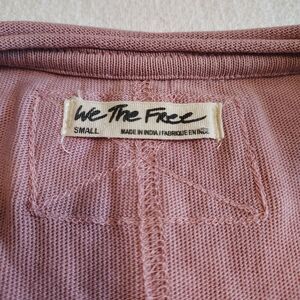 We The Free
SMALL MADE IN INDIA / FABRIQUE EN INDE